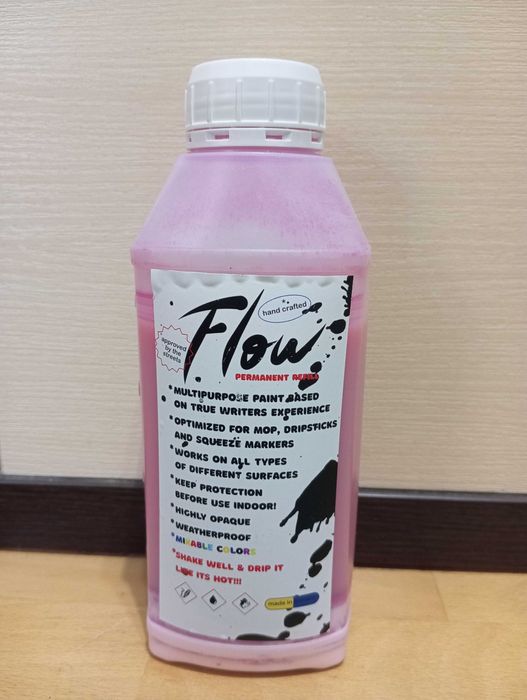 hand crafted
Flow
approved
by the
streets
PERMANENT REFILL
*MULTIPURPOSE PAINT BASED
ON TRUE WRITERS EXPERIENCE
*OPTIMIZED FOR MOP, DRIPSTICKS
AND SQUEEZE MARKERS
*WORKS ON ALL TYPES
OF DIFFERENT SURFACES
*KEEP PROTECTION
BEFORE USE INDOOR!
*HIGHLY OPAQUE
*WEATHERPROOF
*MIXABLE COLORS
*SHAKE WELL & DRIP IT
LIKE ITS HOT!!!
made in